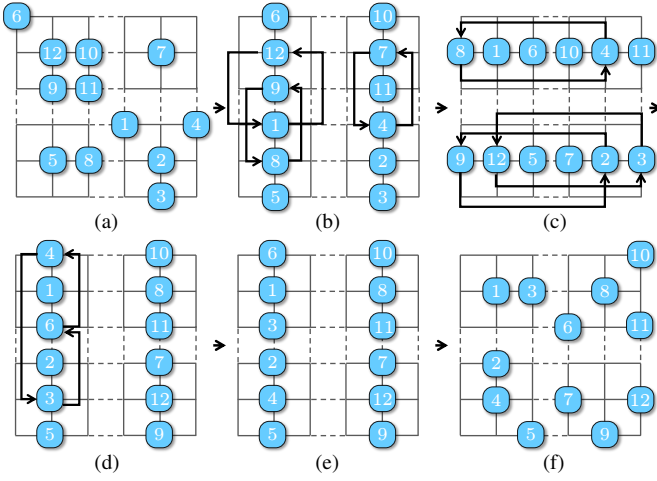 6
12 10 7
9 11
1 4
5 8 2
3
(a)
6 10
12 7
9 11
1 4
8 2
5 3
(b)
8 1 6 10 4 11
9 12 5 7 2 3
(c)
4 10
1 8
6 11
2 7
3 12
5 9
(d)
6 10
1 8
3 11
2 7
4 12
5 9
(e)
10
1 3 8
6 11
2
4 7 12
5 9
(f)